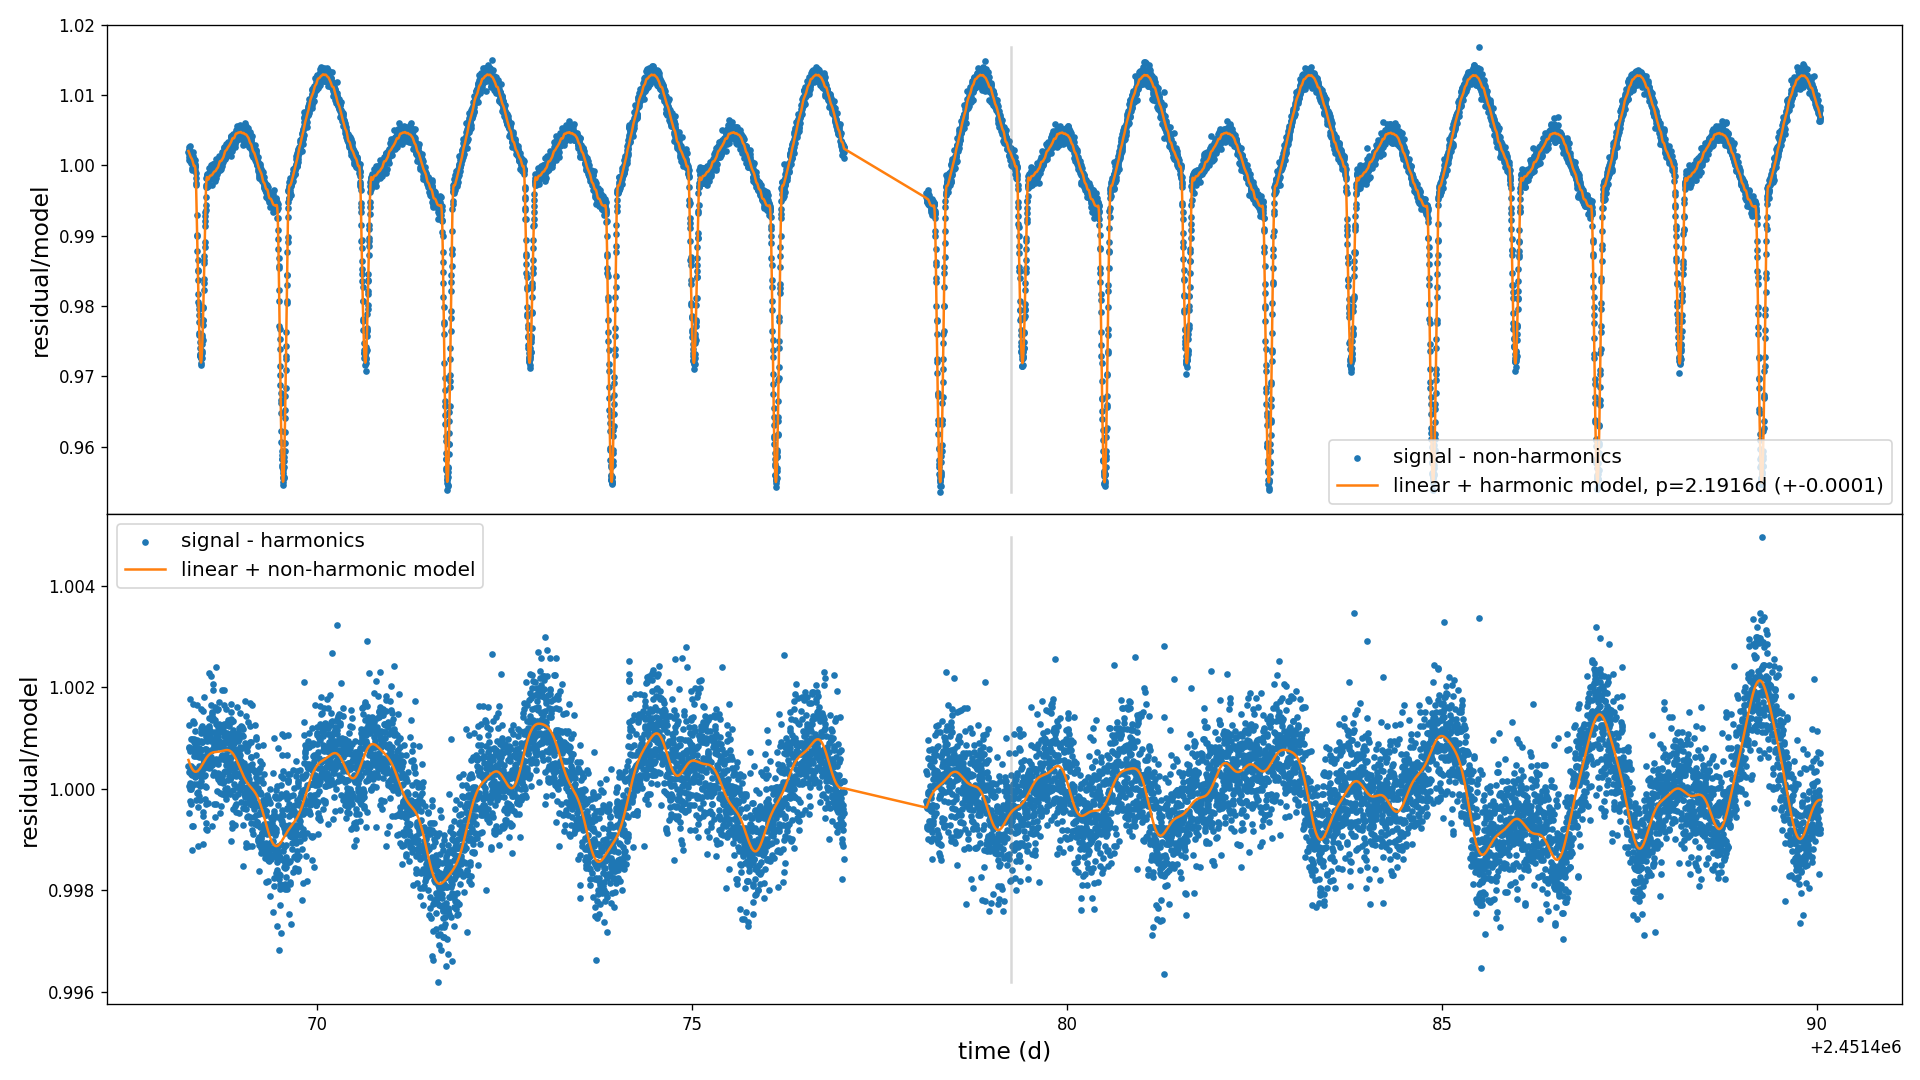 1.02
1.01
1.00
0.99
0.98
0.97
0.96
residual/model
signal - non-harmonics
linear + harmonic model, p=2.1916d (+-0.0001)
signal - harmonics
linear + non-harmonic model
1.004
1.002
1.000
0.998
0.996
residual/model
70
75
80
85
90
time (d)
+2.4514e6